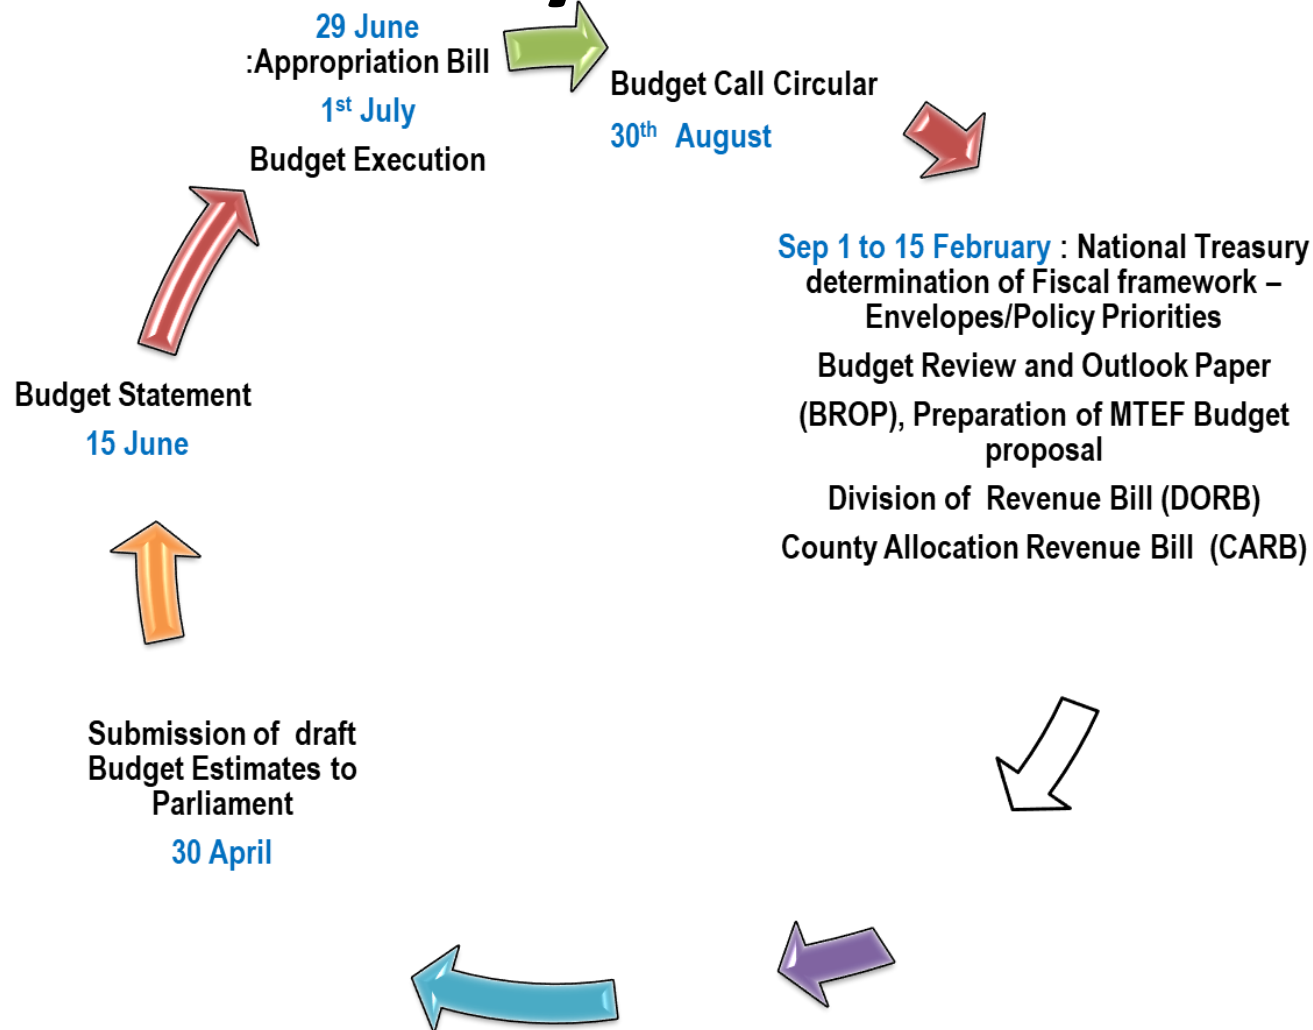 29 June
:Appropriation Bill
1st July
Budget Execution
Budget Call Circular
30th August
Sep 1 to 15 February : National Treasury
determination of Fiscal framework –
Envelopes/Policy Priorities
Budget Review and Outlook Paper
(BROP), Preparation of MTEF Budget
proposal
Division of Revenue Bill (DORB)
County Allocation Revenue Bill (CARB)
Submission of draft
Budget Estimates to
Parliament
30 April
Budget Statement
15 June